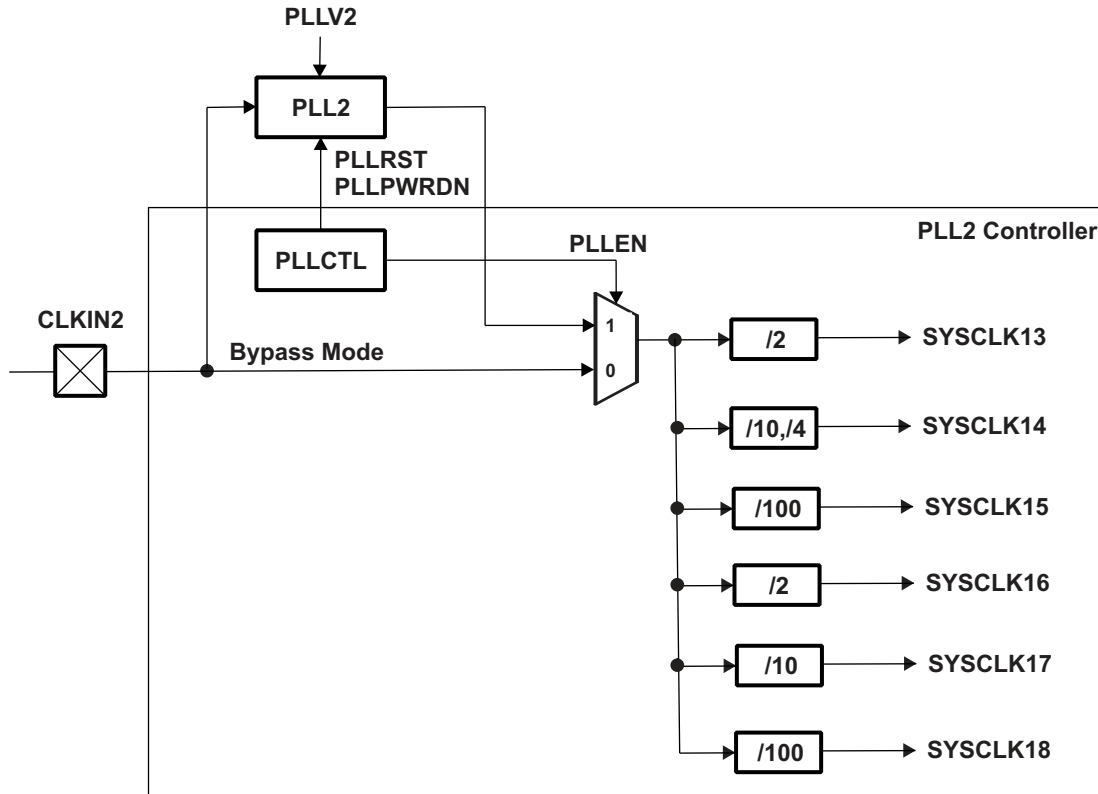 PLLV2
PLL2
PLLRST
PLLPWRDN
PLL2 Controller
PLLCTL
PLLEN
CLKIN2
Bypass Mode
1
0
/2
SYSCLK13
/10,/4
SYSCLK14
/100
SYSCLK15
/2
SYSCLK16
/10
SYSCLK17
/100
SYSCLK18